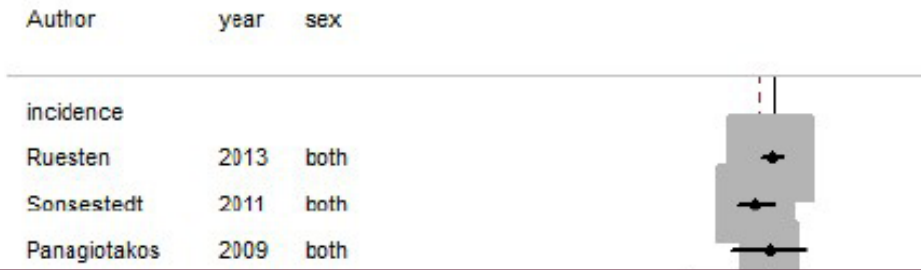 Author year sex
incidence
Ruesten 2013 both
Sonsestedt 2011 both
Panagiotakos 2009 both